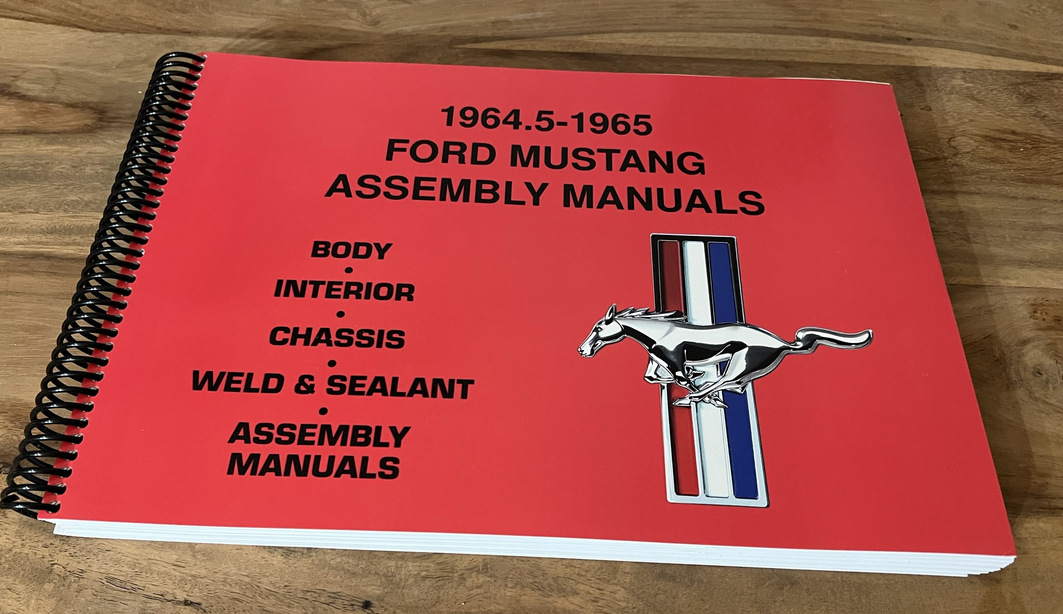 1964.5-1965
FORD MUSTANG
ASSEMBLY MANUALS
BODY
•
INTERIOR
•
CHASSIS
•
WELD & SEALANT
•
ASSEMBLY
MANUALS